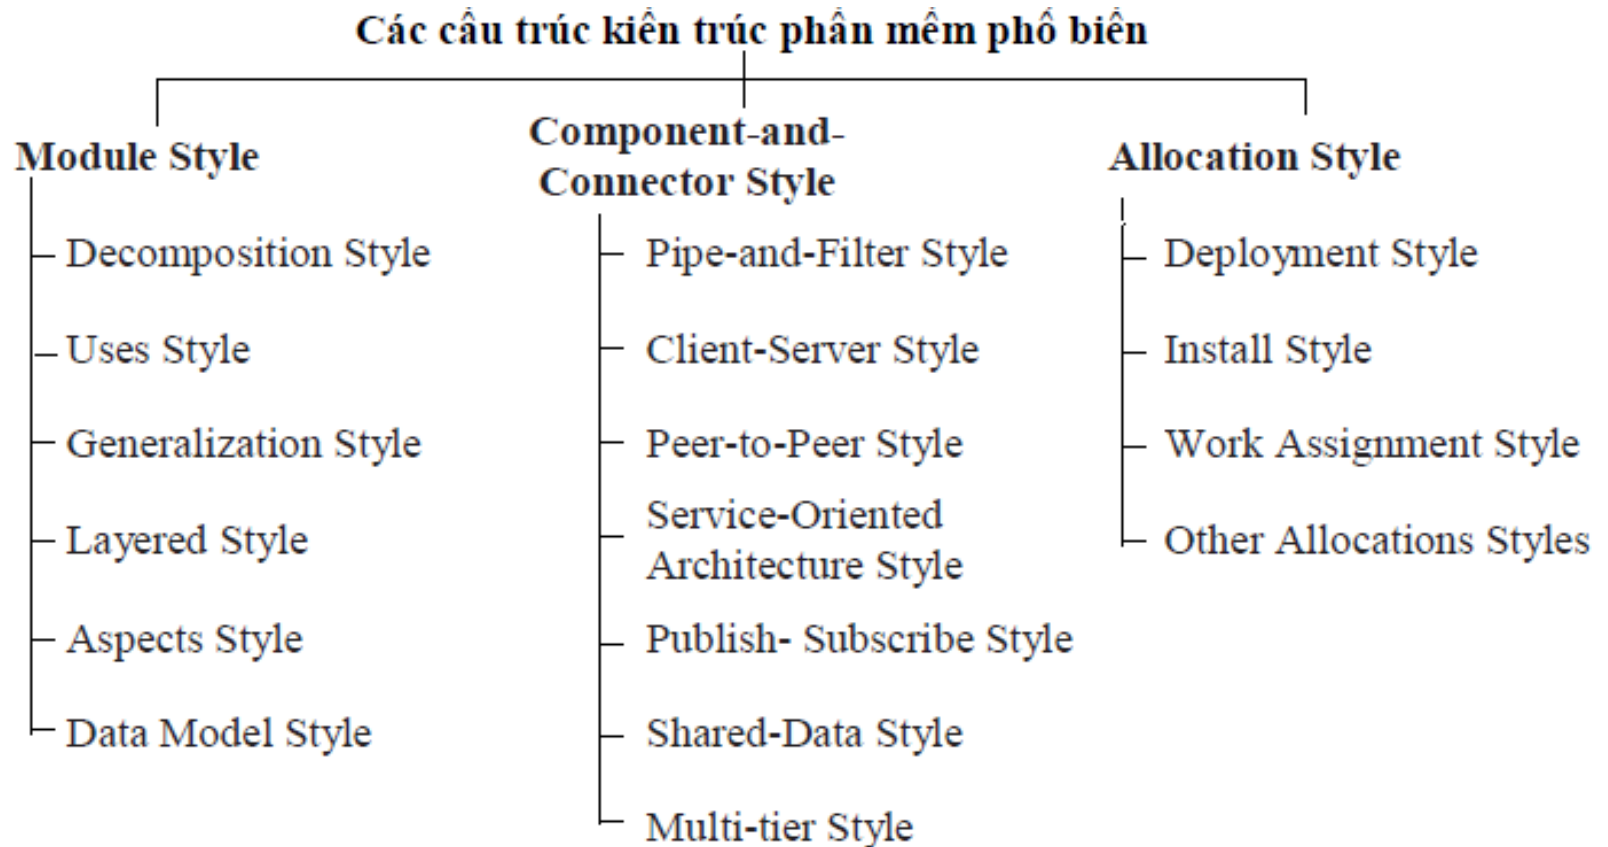 Các cấu trúc kiến trúc phần mềm phổ biến
Module Style
Decomposition Style
Uses Style
Generalization Style
Layered Style
Aspects Style
Data Model Style
Component-and-
Connector Style
Pipe-and-Filter Style
Client-Server Style
Peer-to-Peer Style
Service-Oriented
Architecture Style
Publish- Subscribe Style
Shared-Data Style
Multi-tier Style
Allocation Style
Deployment Style
Install Style
Work Assignment Style
Other Allocations Styles